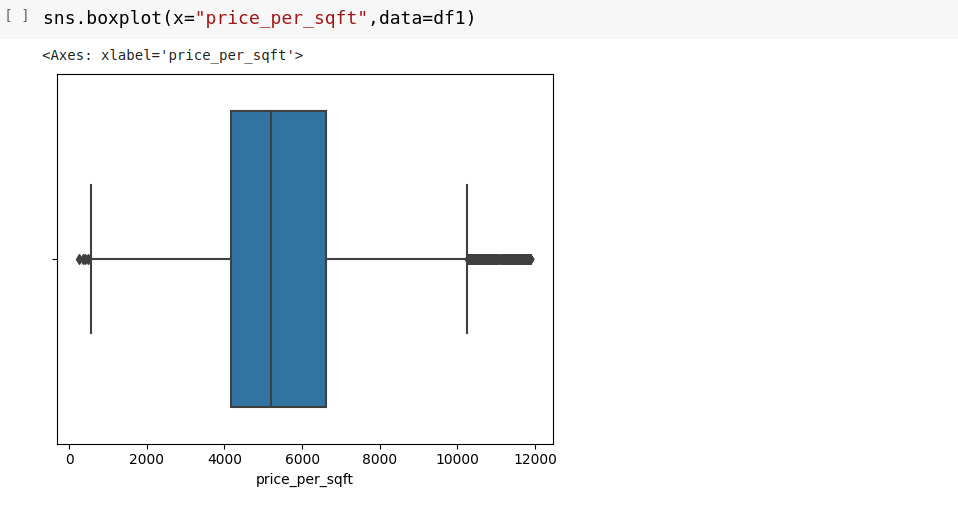 [ ] sns.boxplot(x="price_per_sqft",data=df1)
<Axes: xlabel='price_per_sqft'>
0 2000 4000 6000 8000 10000 12000
price_per_sqft